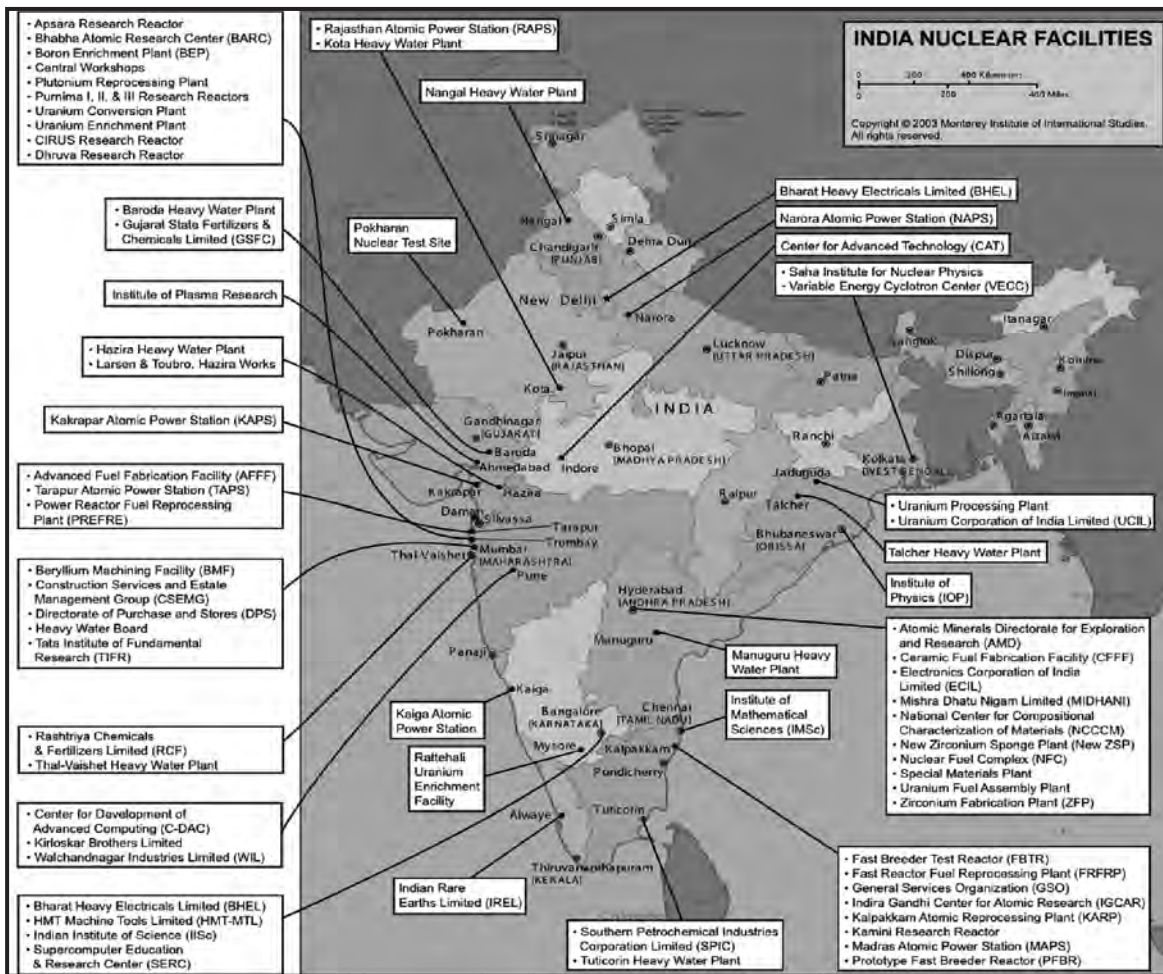 • Apsara Research Reactor
• Bhabha Atomic Research Center (BARC)
• Boron Enrichment Plant (BEP)
• Central Workshops
• Plutonium Reprocessing Plant
• Purnima I, II, & III Research Reactors
• Uranium Conversion Plant
• Uranium Enrichment Plant
• CIRUS Research Reactor
• Dhruva Research Reactor
• Rajasthan Atomic Power Station (RAPS)
• Kota Heavy Water Plant
INDIA NUCLEAR FACILITIES
0 200 400 Kilometers
0 200 400 Miles
Copyright © 2003 Monterey Institute of International Studies.
All rights reserved.
Nangal Heavy Water Plant
• Baroda Heavy Water Plant
• Gujarat State Fertilizers &
Chemicals Limited (GSFC)
Pokharan
Nuclear Test Site
Bharat Heavy Electricals Limited (BHEL)
Narora Atomic Power Station (NAPS)
Center for Advanced Technology (CAT)
• Saha Institute for Nuclear Physics
• Variable Energy Cyclotron Center (VECC)
Institute of Plasma Research
• Hazira Heavy Water Plant
• Larsen & Toubro, Hazira Works
Kakrapar Atomic Power Station (KAPS)
• Advanced Fuel Fabrication Facility (AFFF)
• Tarapur Atomic Power Station (TAPS)
• Power Reactor Fuel Reprocessing
Plant (PREFRE)
• Beryllium Machining Facility (BMF)
• Construction Services and Estate
Management Group (CSEMG)
• Directorate of Purchase and Stores (DPS)
• Heavy Water Board
• Tata Institute of Fundamental
Research (TIFR)
• Rashtriya Chemicals
& Fertilizers Limited (RCF)
• Thal-Vaishet Heavy Water Plant
• Center for Development of
Advanced Computing (C-DAC)
• Kirloskar Brothers Limited
• Walchandnagar Industries Limited (WIL)
• Bharat Heavy Electricals Limited (BHEL)
• HMT Machine Tools Limited (HMT-MTL)
• Indian Institute of Science (IISc)
• Supercomputer Education
& Research Center (SERC)
Srinagar
Nangal
Simla
Chandigarh
(PUNJAB)
Dehra Dun
New Delhi
Narora
Pokharan
Jaipur
(RAJASTHAN)
Lucknow
(UTTAR PRADESH)
Itanagar
Dispur
Shillong
Kohima
Imphal
Agartala
Aizawl
Kota
Patna
INDIA
Gandhinagar
(GUJARAT)
Baroda
Ahmedabad
Indore
Bhopal
(MADHYA PRADESH)
Ranchi
Kolkata
(WEST BENGAL)
Jaduguda
Kakrapar
Hazira
Raipur
Talcher
Daman
Silvassa
Tarapur
Trombay
Bhubaneswar
(ORISSA)
Thal-Vaishet
Mumbai
(MAHARASHTRA)
Pune
Hyderabad
(ANDHRA PRADESH)
Manuguru
Panaji
Kaiga
Bangalore
(KARNATAKA)
Chennai
(TAMIL NADU)
Mysore
Kalpakkam
Pondicherry
Alwaye
Tuticorin
Thiruvananthapuram
(KERALA)
• Uranium Processing Plant
• Uranium Corporation of India Limited (UCIL)
Talcher Heavy Water Plant
Institute of
Physics (IOP)
• Atomic Minerals Directorate for Exploration
and Research (AMD)
• Ceramic Fuel Fabrication Facility (CFFF)
• Electronics Corporation of India
Limited (ECIL)
• Mishra Dhatu Nigam Limited (MIDHANI)
• National Center for Compositional
Characterization of Materials (NCCCM)
• New Zirconium Sponge Plant (New ZSP)
• Nuclear Fuel Complex (NFC)
• Special Materials Plant
• Uranium Fuel Assembly Plant
• Zirconium Fabrication Plant (ZFP)
Manuguru Heavy
Water Plant
Kaiga Atomic
Power Station
Institute of
Mathematical
Sciences (IMSc)
Rattehali
Uranium
Enrichment
Facility
Indian Rare
Earths Limited (IREL)
• Southern Petrochemical Industries
Corporation Limited (SPIC)
• Tuticorin Heavy Water Plant
• Fast Breeder Test Reactor (FBTR)
• Fast Reactor Fuel Reprocessing Plant (FRFRP)
• General Services Organization (GSO)
• Indira Gandhi Center for Atomic Research (IGCAR)
• Kalpakkam Atomic Reprocessing Plant (KARP)
• Kamini Research Reactor
• Madras Atomic Power Station (MAPS)
• Prototype Fast Breeder Reactor (PFBR)